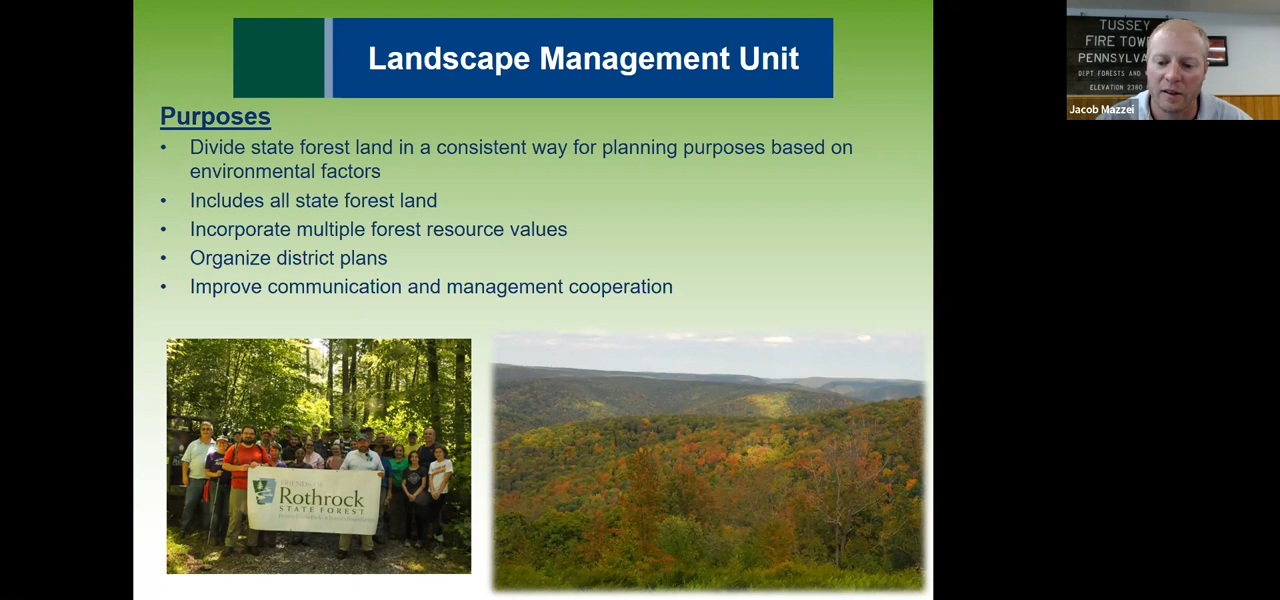 Landscape Management Unit
Purposes
• Divide state forest land in a consistent way for planning purposes based on
environmental factors
• Includes all state forest land
• Incorporate multiple forest resource values
• Organize district plans
• Improve communication and management cooperation
FRIENDS OF
Rothrock
STATE FOREST
TUSSEY
FIRE TOW
PENNSYLVA
DEPT FORESTS AND
ELEVATION 2380
Jacob Mazzei